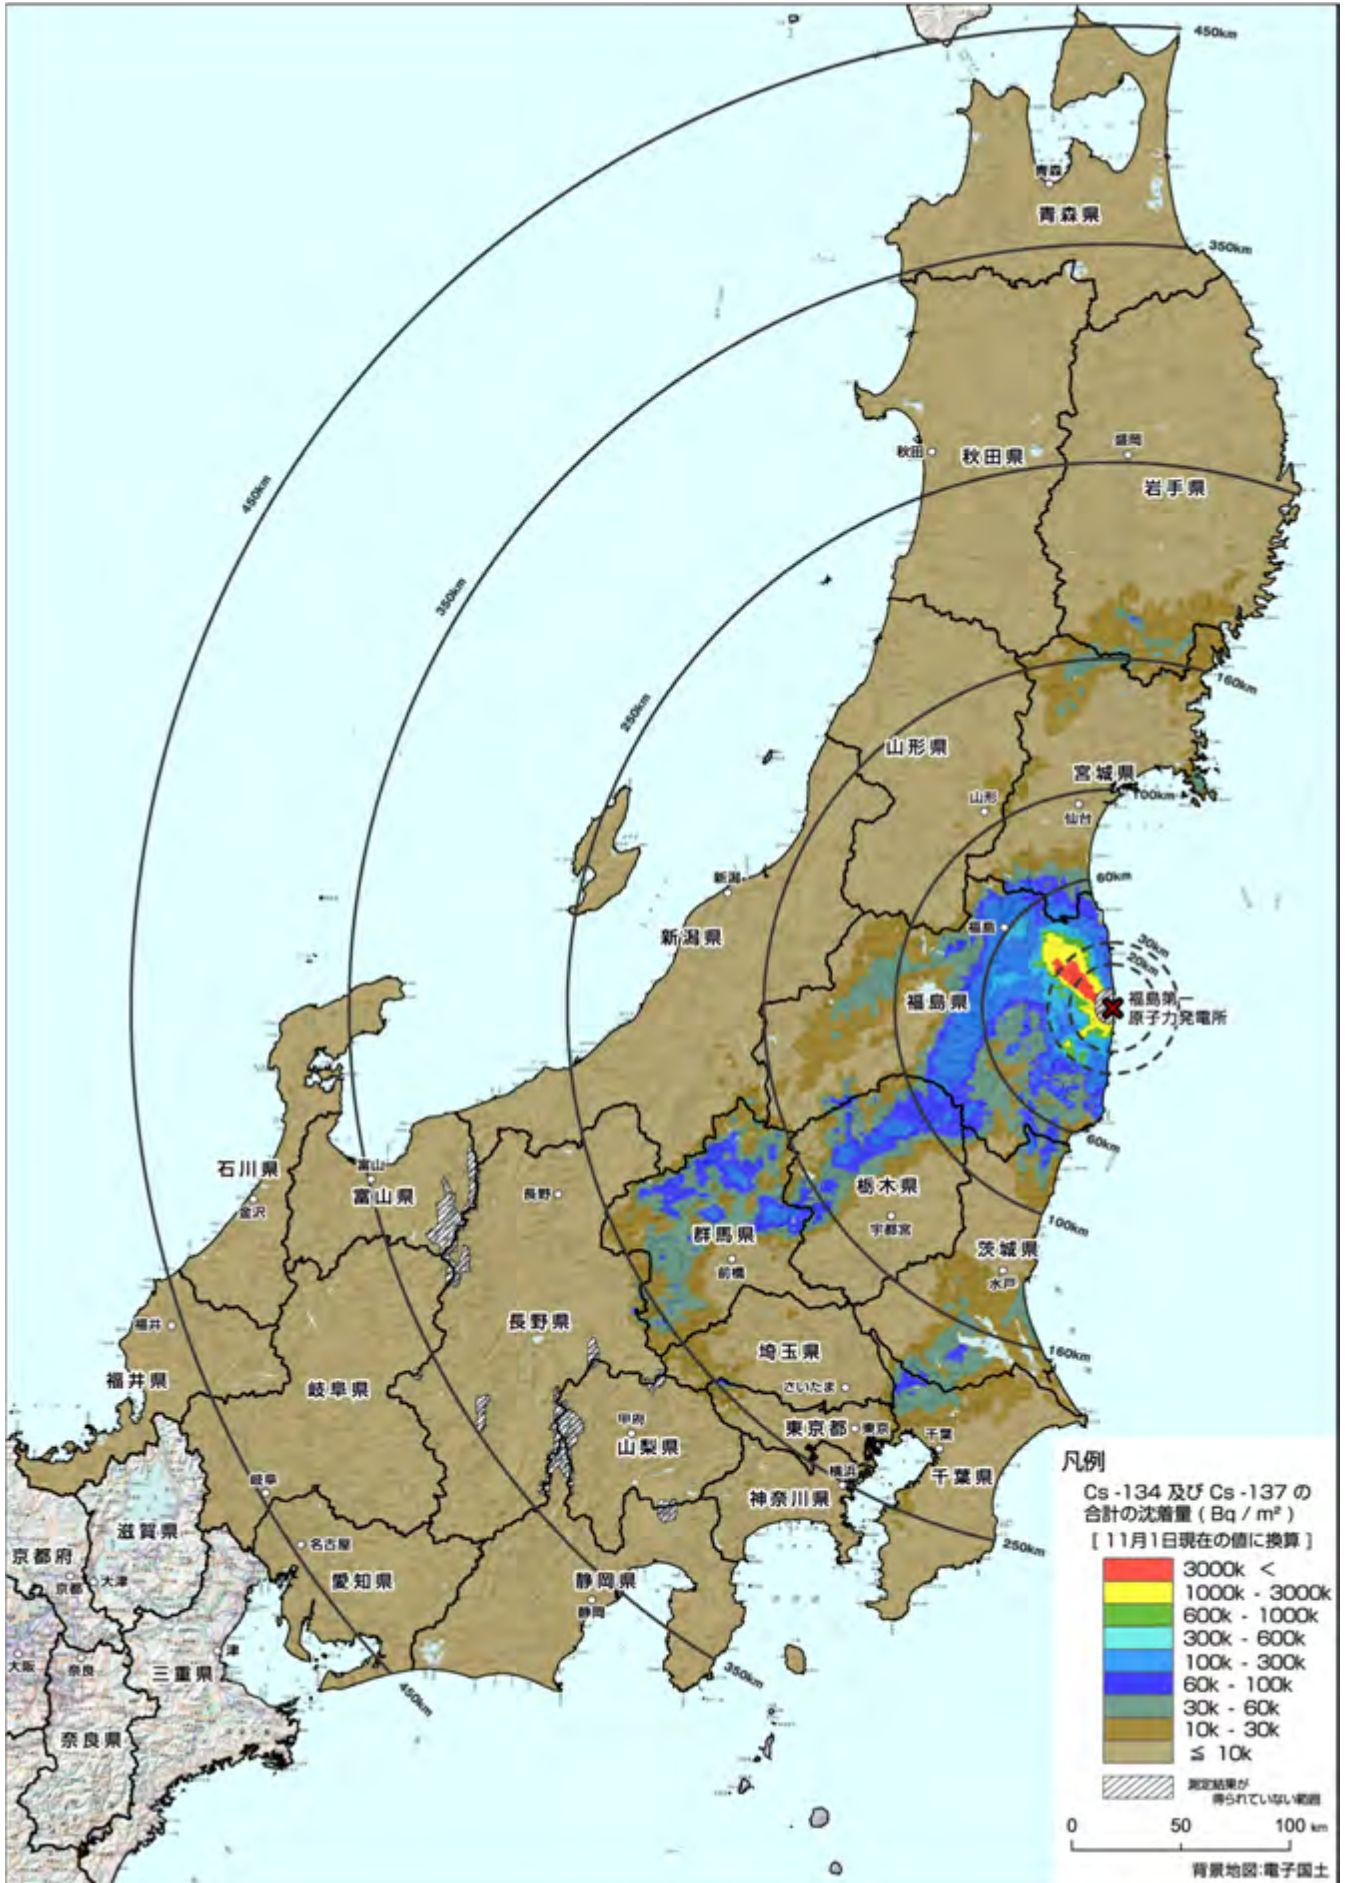 450km
青森
青森県
350km
秋田
秋田県
盛岡
岩手県
450km
350km
250km
160km
山形県
山形
宮城県
100km
仙台
60km
新潟
新潟県
福島
30km
20km
福島県
福島第一
原子力発電所
60km
石川県
金沢
富山
富山県
長野
栃木県
宇都宮
100km
群馬県
前橋
茨城県
水戸
福井
長野県
埼玉県
160km
福井県
岐阜県
さいたま
甲府
山梨県
東京都
東京
千葉
千葉県
岐阜
横浜
神奈川県
滋賀県
名古屋
250km
京都府
京都
大津
愛知県
静岡県
静岡
大阪
奈良
津
三重県
350km
450km
奈良県
凡例
Cs -134 及び Cs -137 の
合計の沈着量 ( Bq / m² )
[ 11月1日現在の値に換算 ]
3000k <
1000k - 3000k
600k - 1000k
300k - 600k
100k - 300k
60k - 100k
30k - 60k
10k - 30k
≦ 10k
測定結果が
得られていない範囲
0 50 100 km
背景地図:電子国土